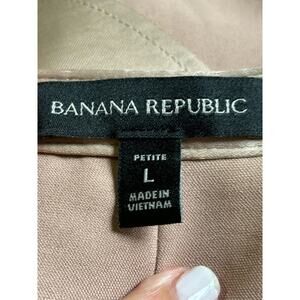 BANANA REPUBLIC
PETITE
L
MADE IN
VIETNAM